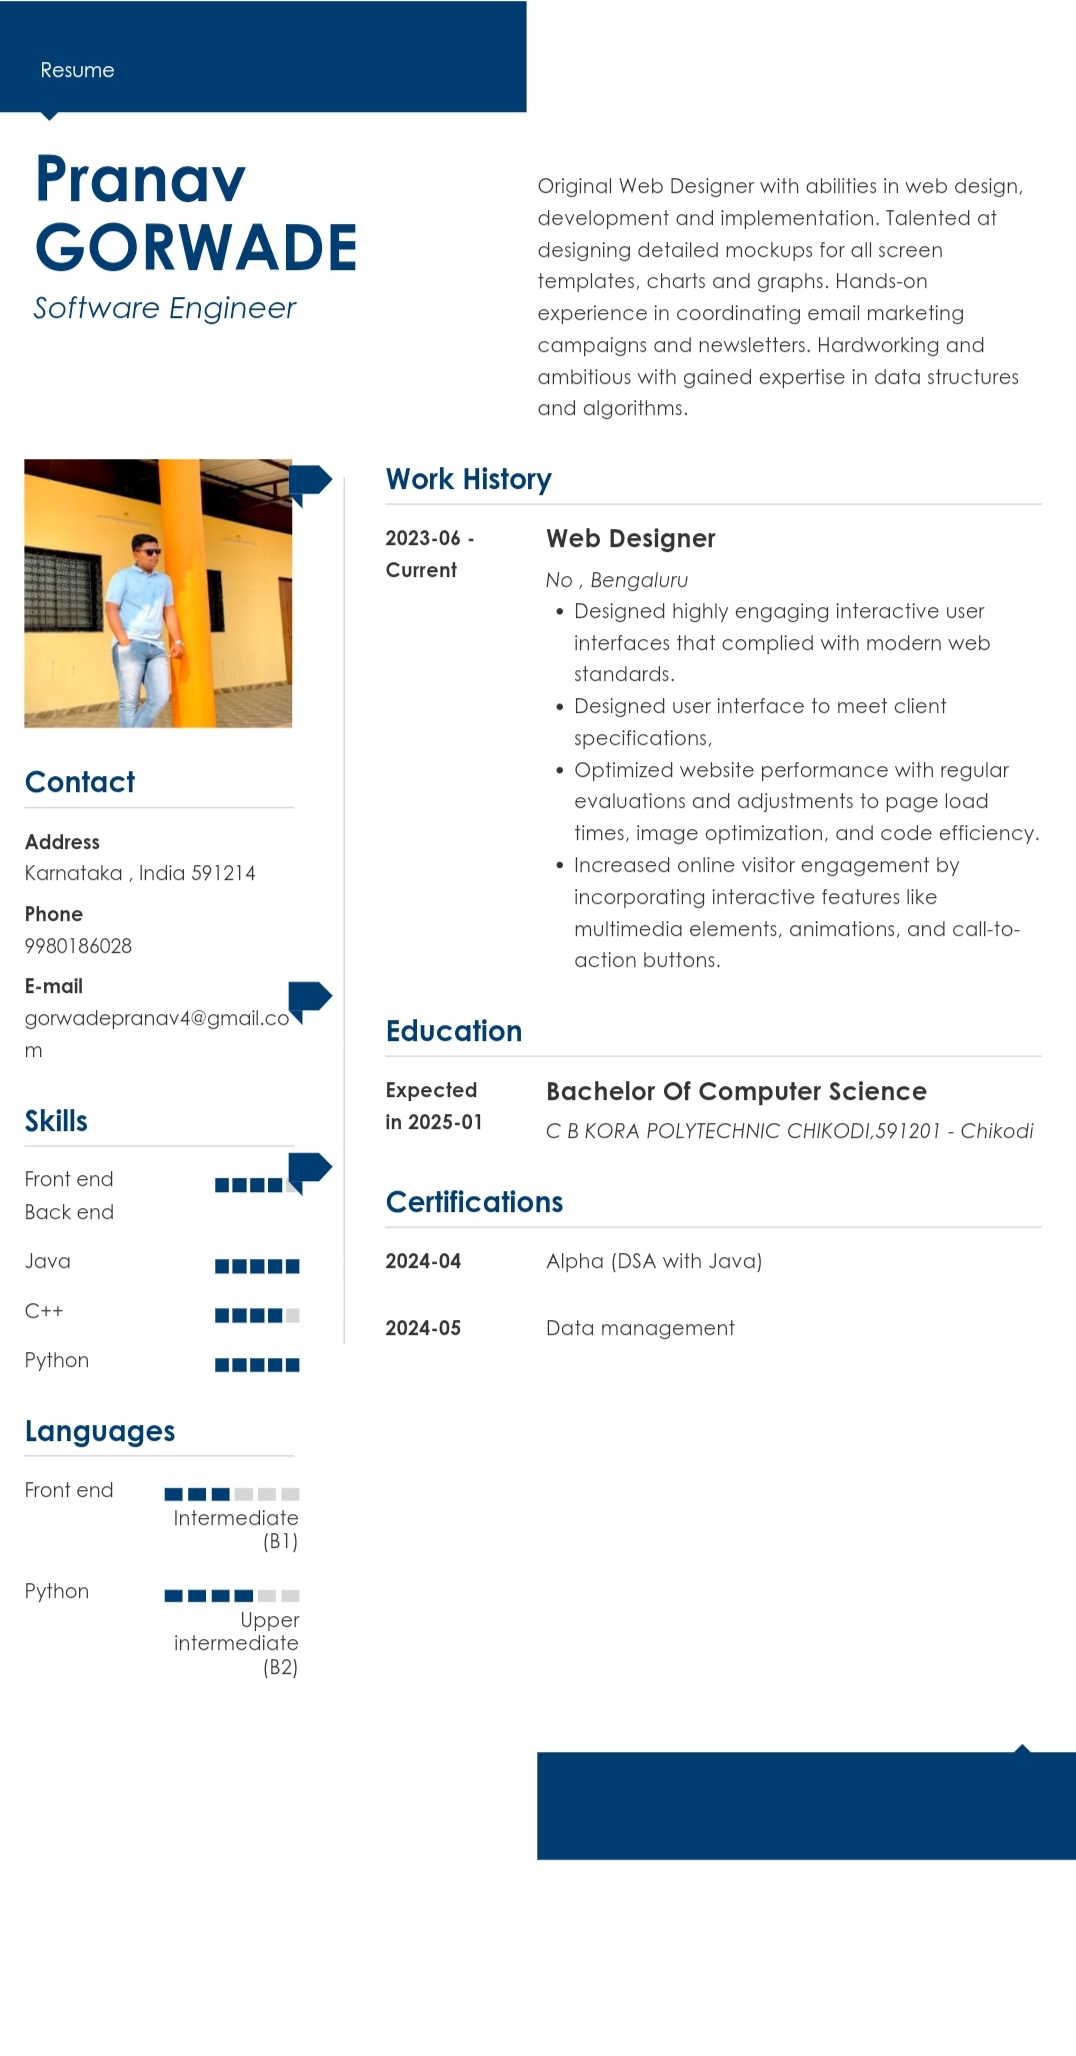 Resume
Pranav
GORWADE
Software Engineer
Original Web Designer with abilities in web design,
development and implementation. Talented at
designing detailed mockups for all screen
templates, charts and graphs. Hands-on
experience in coordinating email marketing
campaigns and newsletters. Hardworking and
ambitious with gained expertise in data structures
and algorithms.
Contact
Address
Karnataka , India 591214
Phone
9980186028
E-mail
gorwadepranav4@gmail.co
m
Skills
Front end
Back end
Java
C++
Python
Languages
Front end
Intermediate
(B1)
Python
Upper
intermediate
(B2)
Work History
2023-06 -
Current
Web Designer
No , Bengaluru
• Designed highly engaging interactive user
interfaces that complied with modern web
standards.
• Designed user interface to meet client
specifications,
• Optimized website performance with regular
evaluations and adjustments to page load
times, image optimization, and code efficiency.
• Increased online visitor engagement by
incorporating interactive features like
multimedia elements, animations, and call-to-
action buttons.
Education
Expected
in 2025-01
Bachelor Of Computer Science
C B KORA POLYTECHNIC CHIKODI,591201 - Chikodi
Certifications
2024-04 Alpha (DSA with Java)
2024-05 Data management